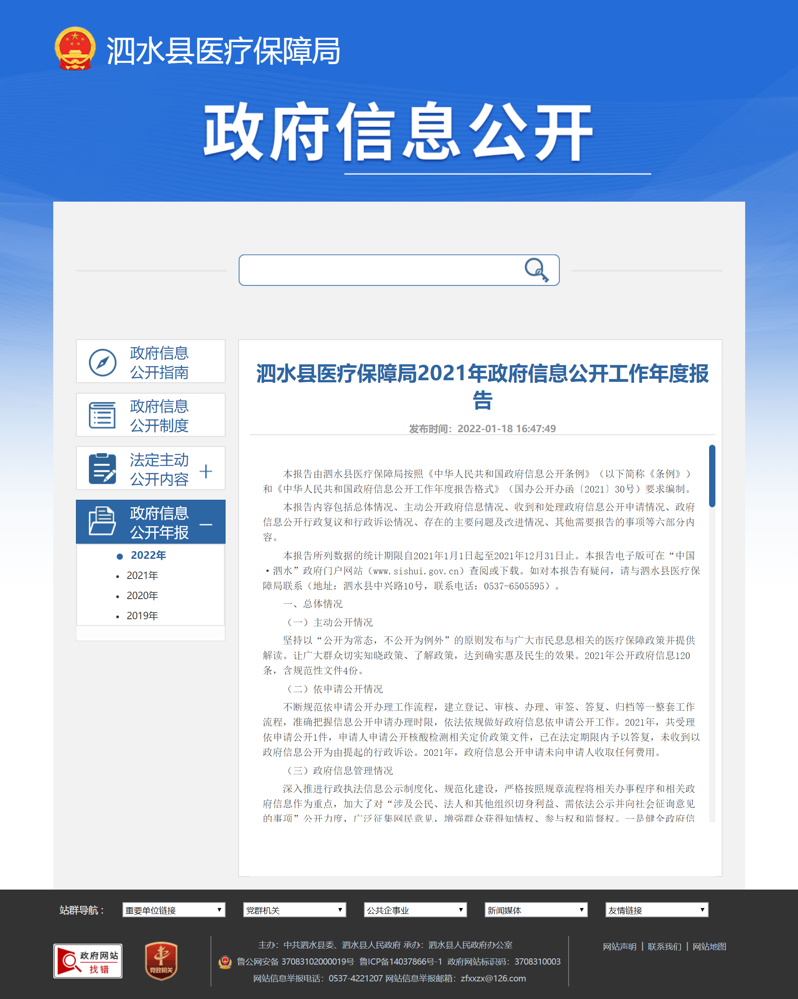 泗水县医疗保障局
政府信息公开
政府信息
公开指南
政府信息
公开制度
法定主动
公开内容
政府信息
公开年报
2022年
2021年
2020年
2019年
泗水县医疗保障局2021年政府信息公开工作年度报
告
发布时间：2022-01-18 16:47:49
本报告由泗水县医疗保障局按照《中华人民共和国政府信息公开条例》（以下简称《条例》）
和《中华人民共和国政府信息公开工作年度报告格式》（国办公开办函〔2021〕30号）要求编制。
本报告内容包括总体情况、主动公开政府信息情况、收到和处理政府信息公开申请情况、政府
信息公开行政复议和行政诉讼情况、存在的主要问题及改进情况、其他需要报告的事项等六部分内
容。
本报告所列数据的统计期限自2021年1月1日起至2021年12月31日止。本报告电子版可在“中国
·泗水”政府门户网站（www.sishui.gov.cn）查阅或下载。如对本报告有疑问，请与泗水县医疗保
障局联系（地址：泗水县中兴路10号，联系电话：0537-6505595）。
一、总体情况
（一）主动公开情况
坚持以“公开为常态，不公开为例外”的原则发布与广大市民息息相关的医疗保障政策并提供
解读。让广大群众切实知晓政策、了解政策，达到确实惠及民生的效果。2021年公开政府信息120
条，含规范性文件4份。
（二）依申请公开情况
不断规范依申请公开办理工作流程，建立登记、审核、办理、审签、答复、归档等一整套工作
流程，准确把握信息公开申请办理时限，依法依规做好政府信息依申请公开工作。2021年，共受理
依申请公开1件，申请人申请公开核酸检测相关定价政策文件，已在法定期限内予以答复，未收到以
政府信息公开为由提起的行政诉讼。2021年，政府信息公开申请未向申请人收取任何费用。
（三）政府信息管理情况
深入推进行政执法信息公示制度化、规范化建设，严格按照规章流程将相关办事程序和相关政
府信息作为重点，加大了对“涉及公民、法人和其他组织切身利益、需依法公示并向社会征询意见
的事项”公开力度，广泛征集网民意见，增强群众获得知情权、参与权和监督权。一是健全政府信
站群导航：
重要单位链接
党群机关
公共企事业
新闻媒体
友情链接
政府网站
找错
党政机关
主办：中共泗水县委、泗水县人民政府 承办：泗水县人民政府办公室
鲁公网安备 37083102000019号 鲁ICP备14037866号-1 政府网站标识码：3708310003
网站信息举报电话：0537-4221207 网站信息举报邮箱：zfxxzx@126.com
网站声明 | 联系我们 | 网站地图